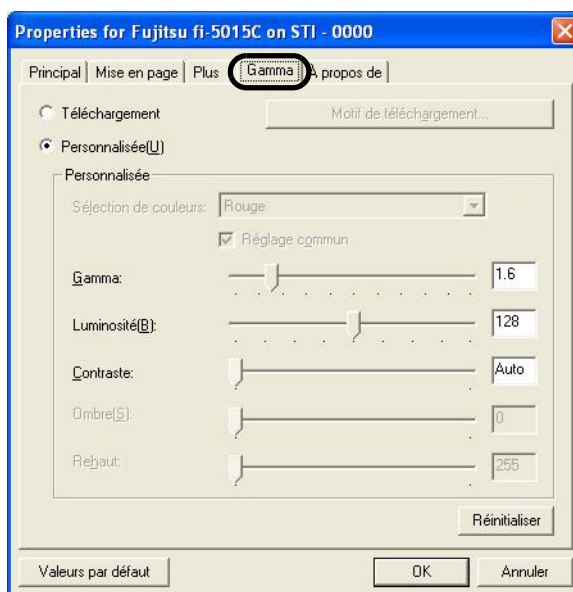 Properties for Fujitsu fi-5015C on STI - 0000
Principal Mise en page Plus Gamma À propos de
Téléchargement Motif de téléchargement...
Personnalisée(U)
Personnalisée
Sélection de couleurs: Rouge
Réglage commun
Gamma: 1.6
Luminosité(B): 128
Contraste: Auto
Ombre(S): 0
Rehaut: 255
Réinitialiser
Valeurs par défaut OK Annuler